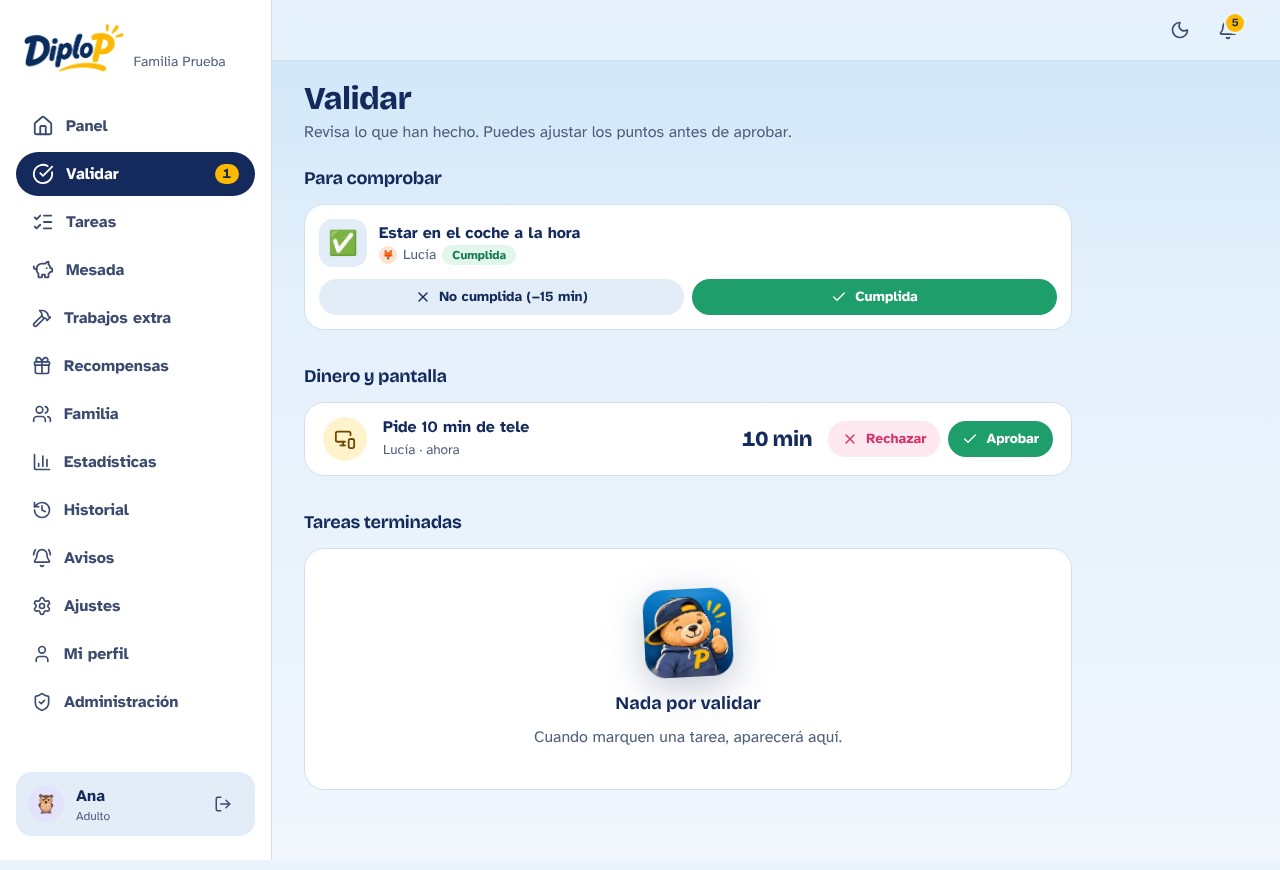 DiploP
Familia Prueba
Panel
Validar
1
Tareas
Mesada
Trabajos extra
Recompensas
Familia
Estadísticas
Historial
Avisos
Ajustes
Mi perfil
Administración
Ana
Adulto
5
Validar
Revisa lo que han hecho. Puedes ajustar los puntos antes de aprobar.
Para comprobar
Estar en el coche a la hora
Lucía Cumplida
No cumplida (−15 min)
Cumplida
Dinero y pantalla
Pide 10 min de tele
Lucía · ahora
10 min
Rechazar
Aprobar
Tareas terminadas
P
Nada por validar
Cuando marquen una tarea, aparecerá aquí.